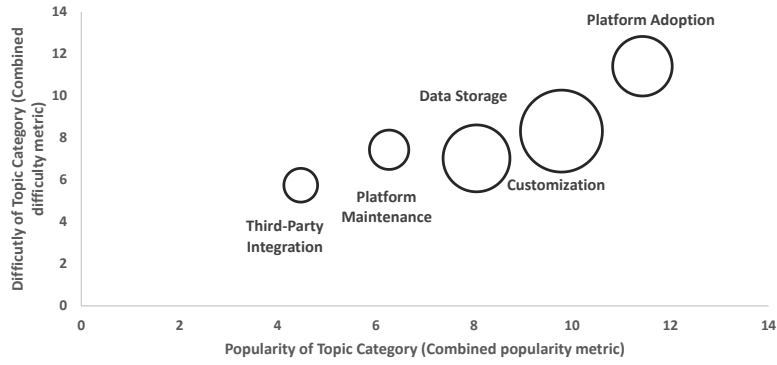 Difficutly of Topic Category (Combined
difficulty metric)
14
12
10
8
6
4
2
0
Platform Adoption
Data Storage
Customization
Platform
Maintenance
Third-Party
Integration
0 2 4 6 8 10 12 14
Popularity of Topic Category (Combined popularity metric)